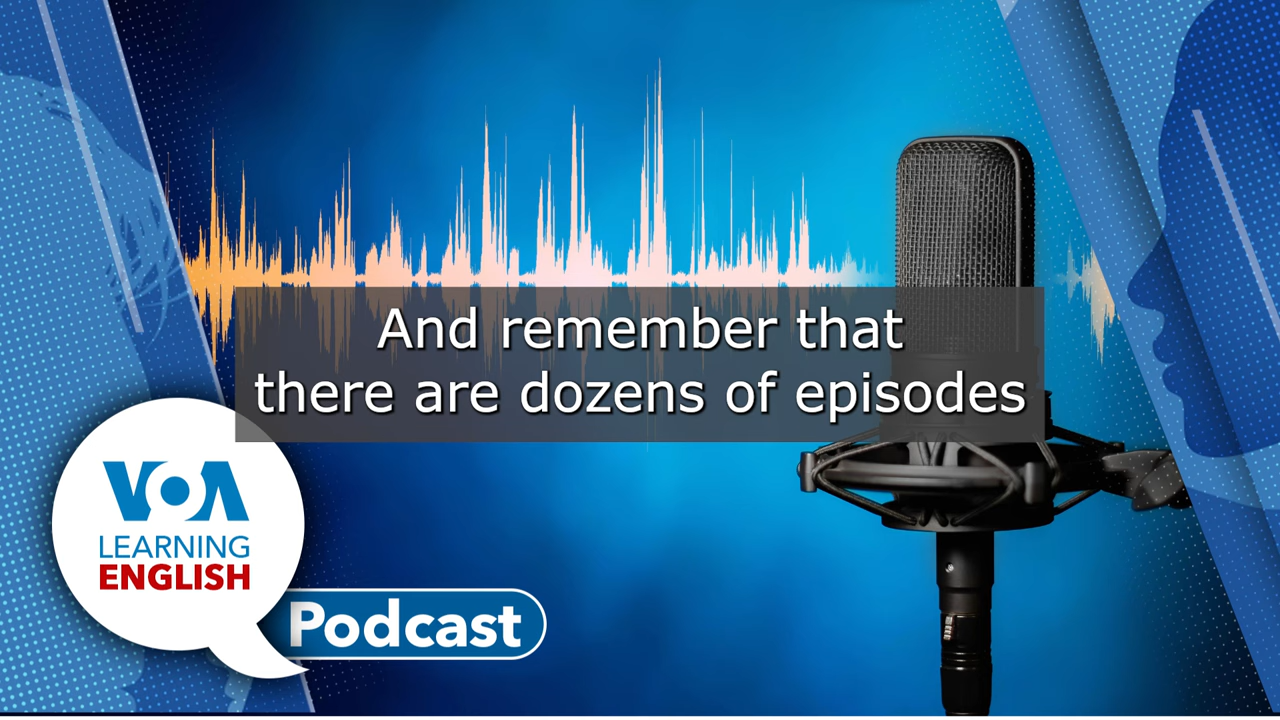 And remember that
there are dozens of episodes
VOA
LEARNING
ENGLISH
Podcast